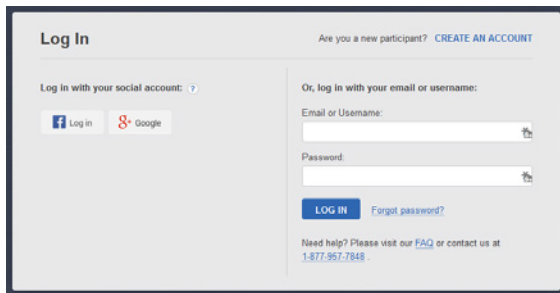 Log In
Are you a new participant? CREATE AN ACCOUNT
Log in with your social account: ?
f Log in
8+ Google
Or, log in with your email or username:
Email or Username:
Password:
LOG IN Forgot password?
Need help? Please visit our FAQ or contact us at
1-877-957-7848 .